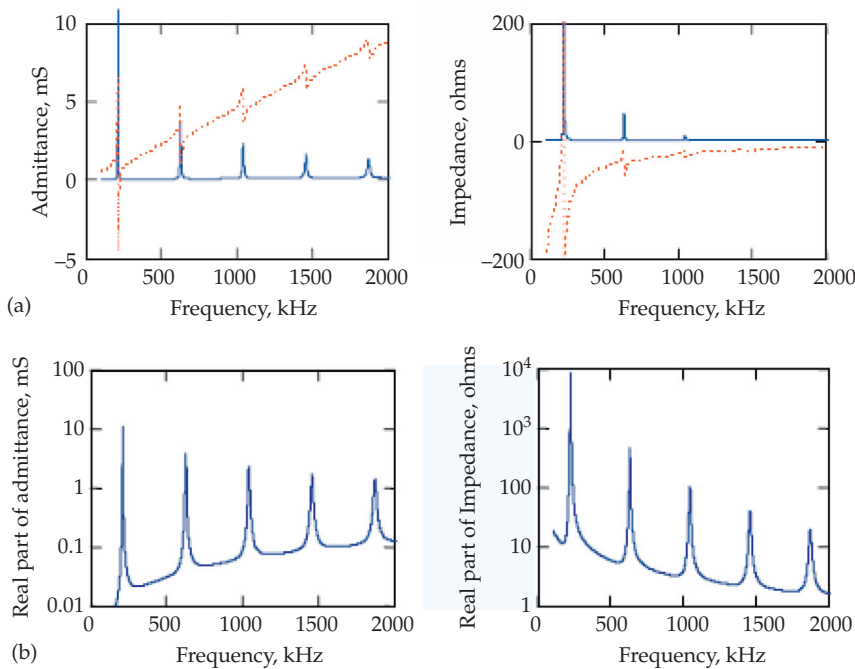 10
5
0
–5
Admittance, mS
0 500 1000 1500 2000
Frequency, kHz
(a)
200
0
–200
Impedance, ohms
0 500 1000 1500 2000
Frequency, kHz
100
10
1
0.1
0.01
Real part of admittance, mS
0 500 1000 1500 2000
Frequency, kHz
(b)
10⁴
10³
100
10
1
Real part of Impedance, ohms
0 500 1000 1500 2000
Frequency, kHz